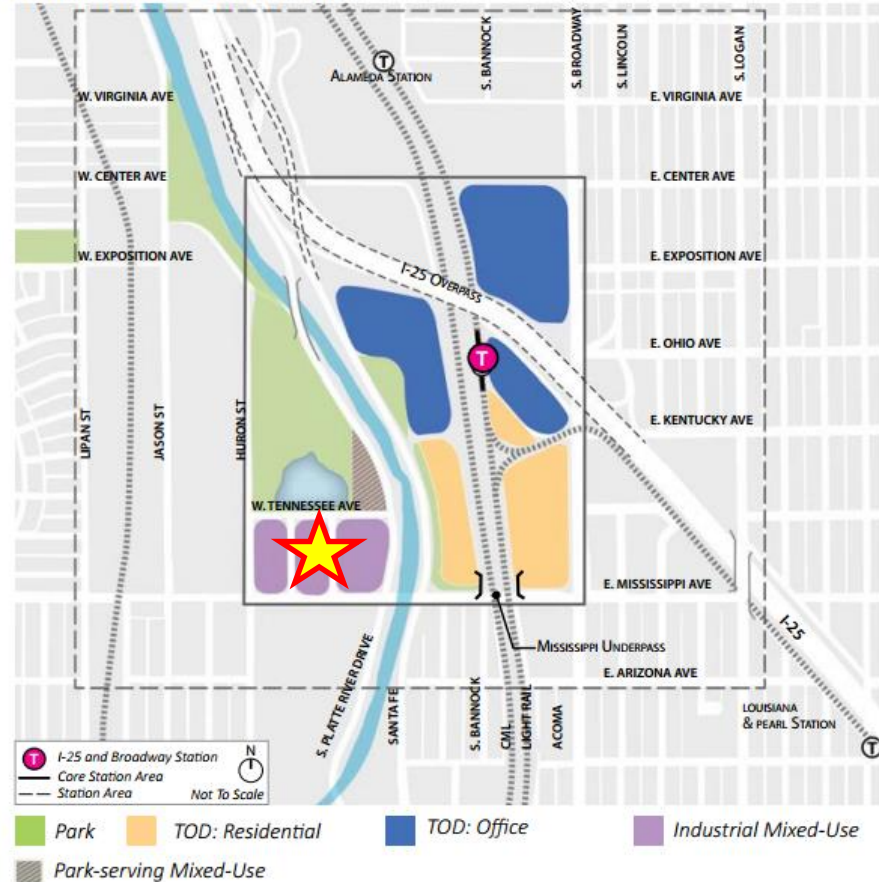 ALAMEDA STATION
T
S. BANNOCK
S. BROADWAY
S. LINCOLN
S. LOGAN
W. VIRGINIA AVE
E. VIRGINIA AVE
W. CENTER AVE
E. CENTER AVE
W. EXPOSITION AVE
E. EXPOSITION AVE
I-25 OVERPASS
E. OHIO AVE
T
LIPAN ST
JASON ST
HURON ST
E. KENTUCKY AVE
W. TENNESSEE AVE
E. MISSISSIPPI AVE
MISSISSIPPI UNDERPASS
I-25
E. ARIZONA AVE
S. PLATTE RIVER DRIVE
SANTA FE
S. BANNOCK
CML
LIGHT RAIL
ACOMA
LOUISIANA
& PEARL STATION
T
T I-25 and Broadway Station
Core Station Area
Station Area
N
Not To Scale
Park
TOD: Residential
TOD: Office
Industrial Mixed-Use
Park-serving Mixed-Use